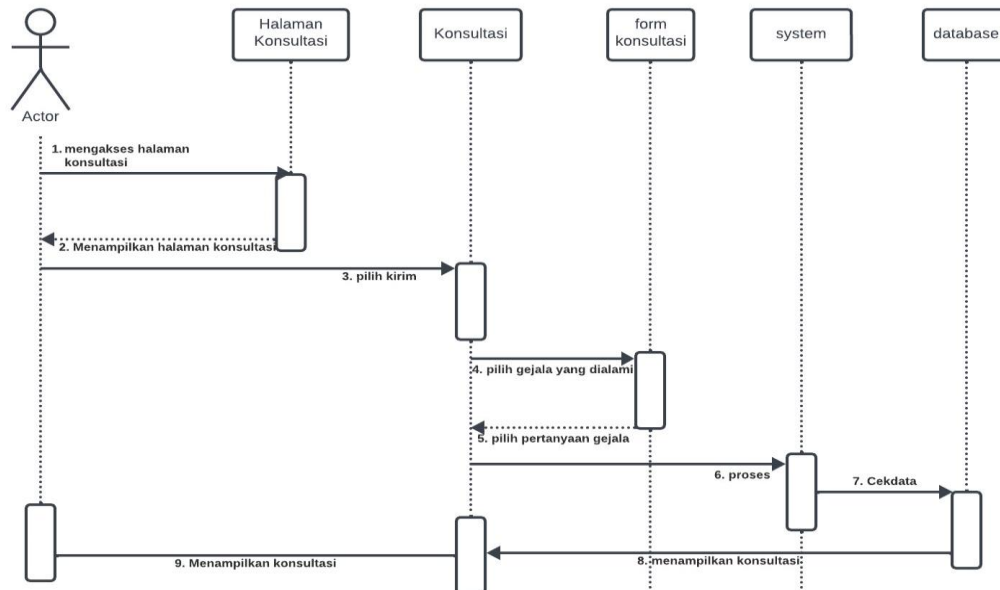 Halaman
Konsultasi
Konsultasi
form
konsultasi
system
database
Actor
1. mengakses halaman
konsultasi
2. Menampilkan halaman konsultasi
3. pilih kirim
4. pilih gejala yang dialami
5. pilih pertanyaan gejala
6. proses
7. Cekdata
8. menampilkan konsultasi
9. Menampilkan konsultasi